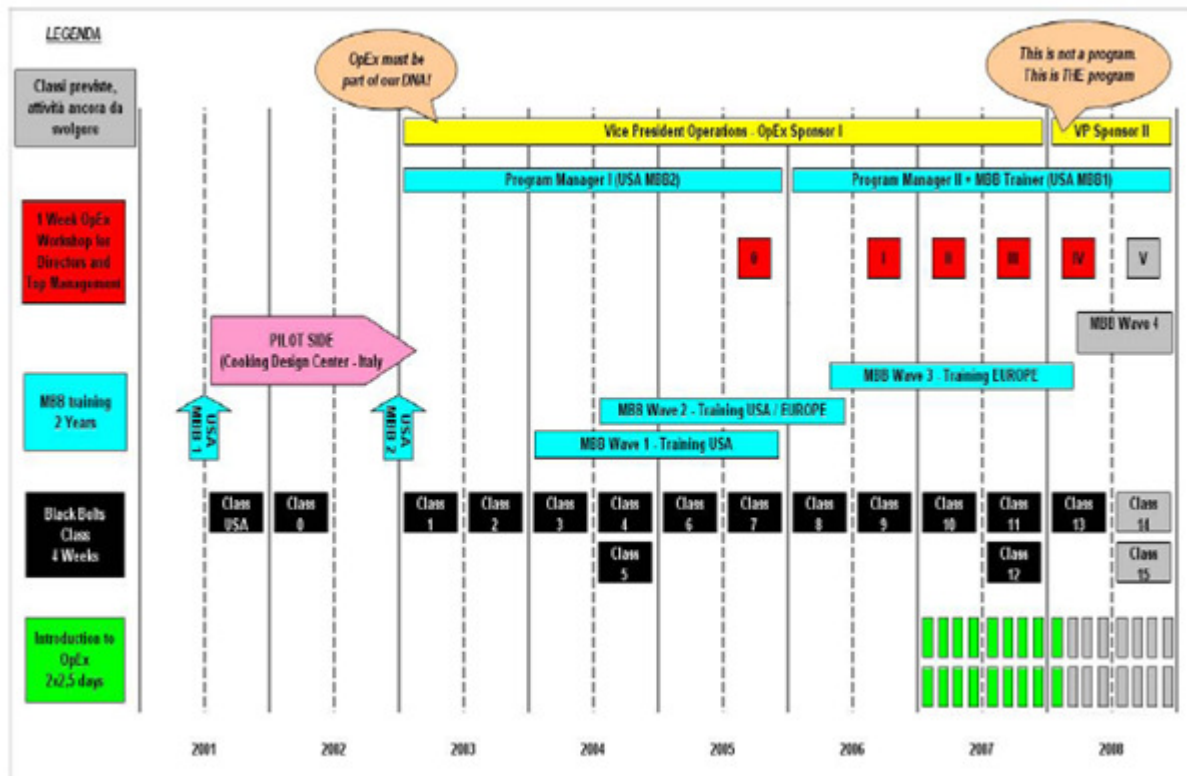 LEGENDA
Classi previste,
attività ancora da
svolgere
OpEx must be
part of our DNA!
This is not a program.
This is THE program
Vice President Operations - OpEx Sponsor I
VP Sponsor II
Program Manager I (USA MBB2)
Program Manager II + MBB Trainer (USA MBB1)
1 Week OpEx
Workshop for
Directors and
Top Management
0
I
II
III
IV
V
PILOT SIDE
(Cooking Design Center - Italy
MBB Wave 4
MBB Wave 3 - Training EUROPE
MBB training
2 Years
USA
MBB 1
USA
MBB 2
MBB Wave 2 - Training USA / EUROPE
MBB Wave 1 - Training USA
Black Belts
Class
4 Weeks
Class
USA
Class
0
Class
1
Class
2
Class
3
Class
4
Class
6
Class
7
Class
8
Class
9
Class
10
Class
11
Class
13
Class
14
Class
5
Class
12
Class
15
Introduction to
OpEx
2x2,5 days
2001
2002
2003
2004
2005
2006
2007
2008